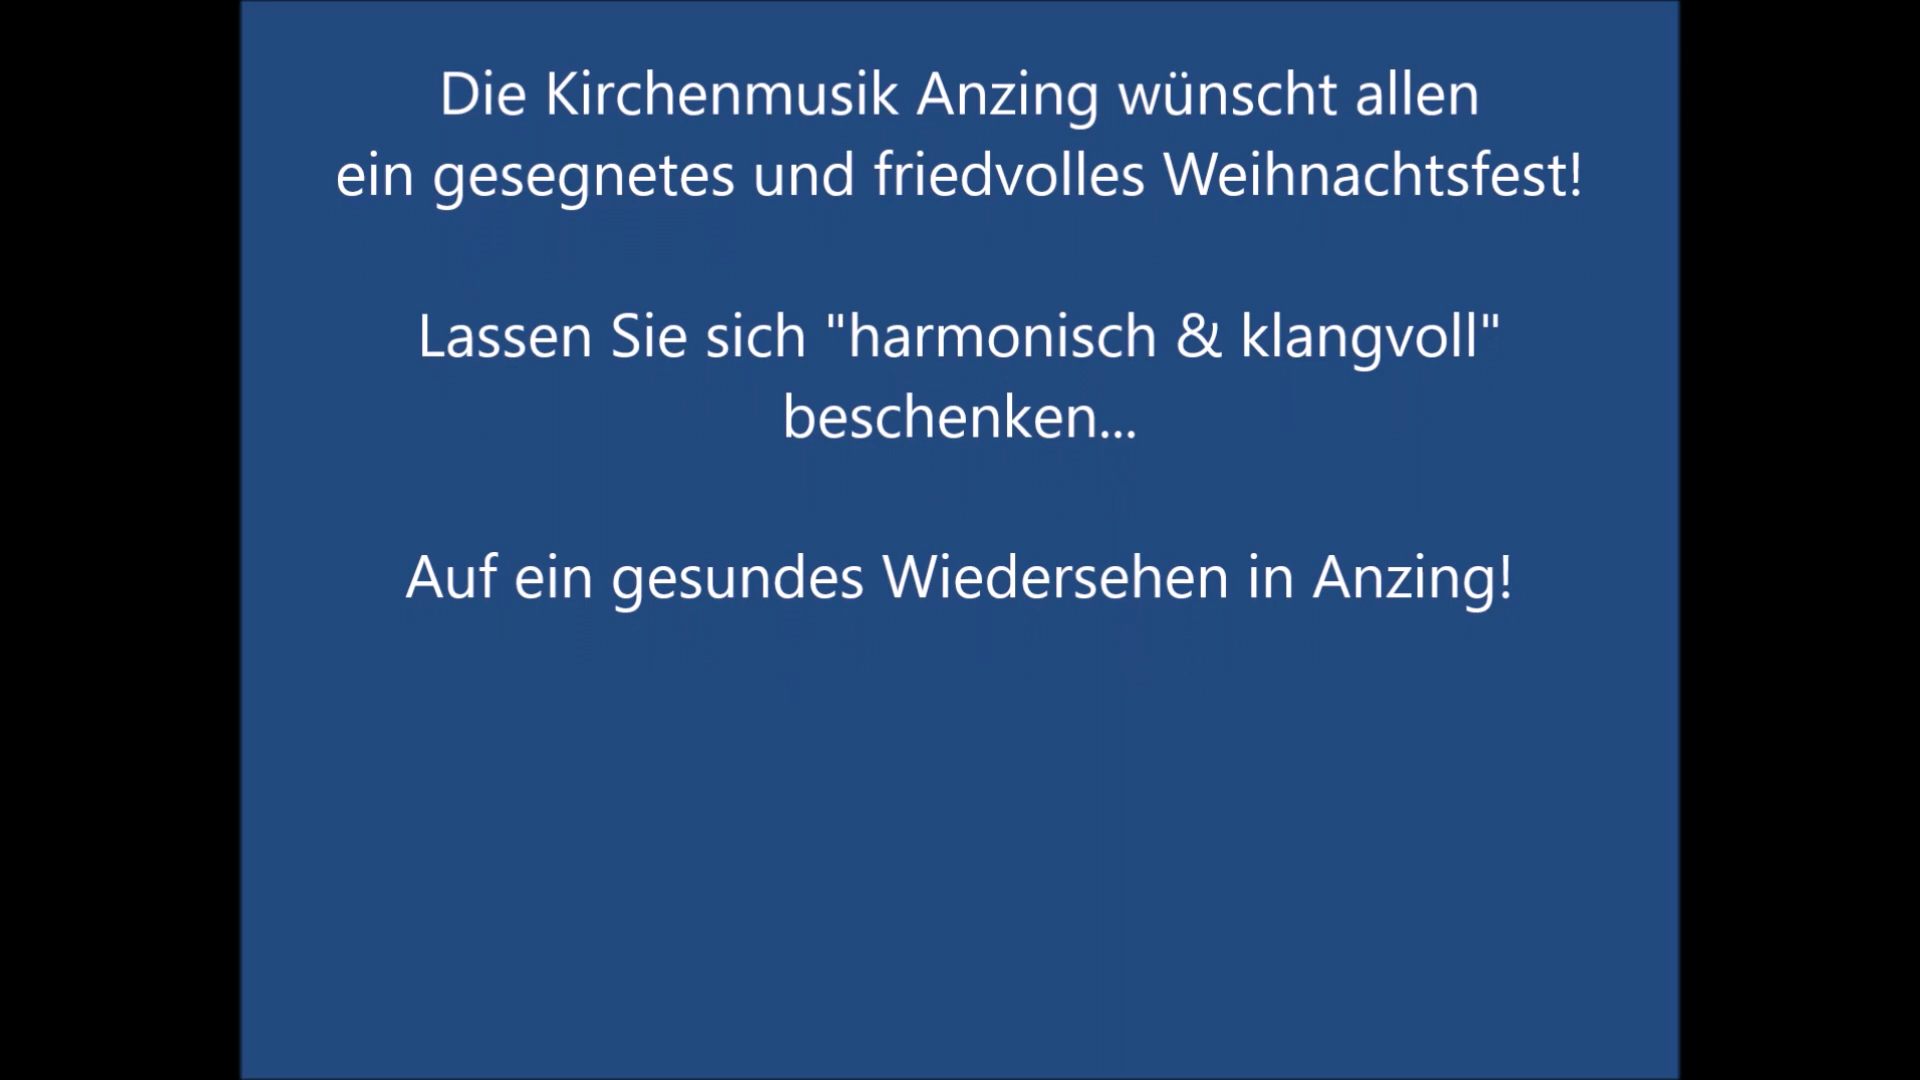 Die Kirchenmusik Anzing wünscht allen
ein gesegnetes und friedvolles Weihnachtsfest!
Lassen Sie sich "harmonisch & klangvoll"
beschenken...
Auf ein gesundes Wiedersehen in Anzing!